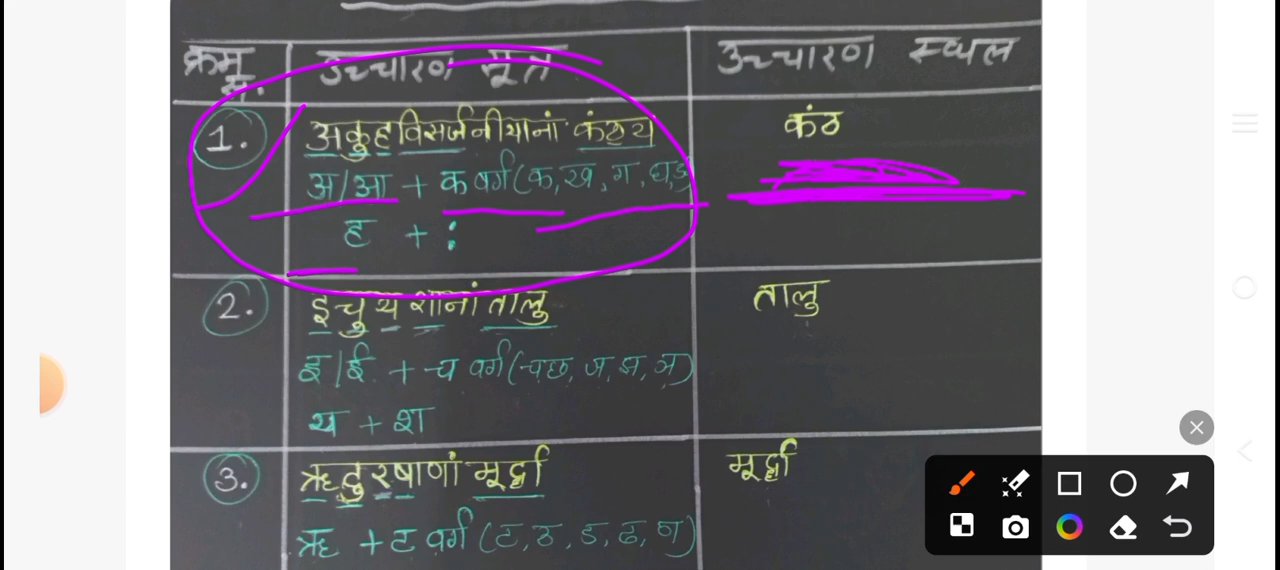 क्रम सं. उच्चारण सूत्र उच्चारण स्थल
1. अकुहविसर्जनीयानां कंठय कंठ
अ/आ + क वर्ग (क, ख, ग, घ, ङ)
ह + :
2. इचुयशानां तालु तालु
इ/ई + च वर्ग (च छ, ज, झ, ञ)
य + श
3. ऋटुरषाणां मूर्द्धा मूर्द्धा
ऋ + ट वर्ग (ट, ठ, ड, ढ, ण)